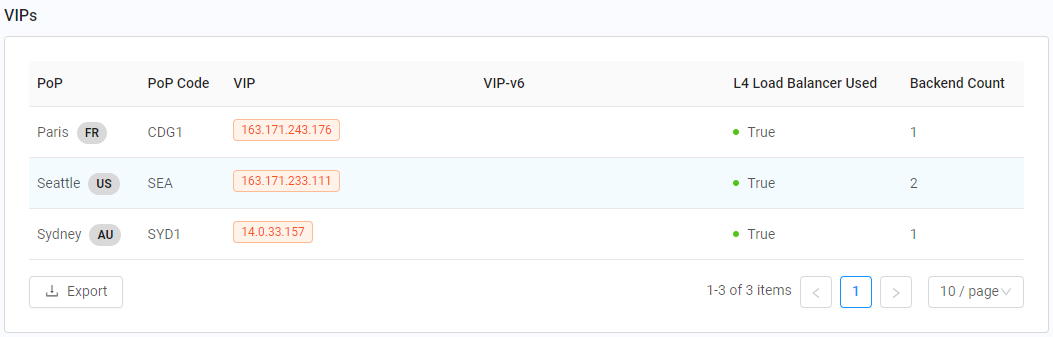 VIPs
PoP PoP Code VIP VIP-v6 L4 Load Balancer Used Backend Count
Paris FR CDG1 163.171.243.176 True 1
Seattle US SEA 163.171.233.111 True 2
Sydney AU SYD1 14.0.33.157 True 1
Export 1-3 of 3 items < 1 > 10 / page